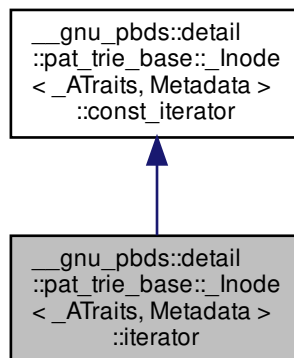 __gnu_pbds::detail
::pat_trie_base::_Inode
< _ATraits, Metadata >
::const_iterator
__gnu_pbds::detail
::pat_trie_base::_Inode
< _ATraits, Metadata >
::iterator